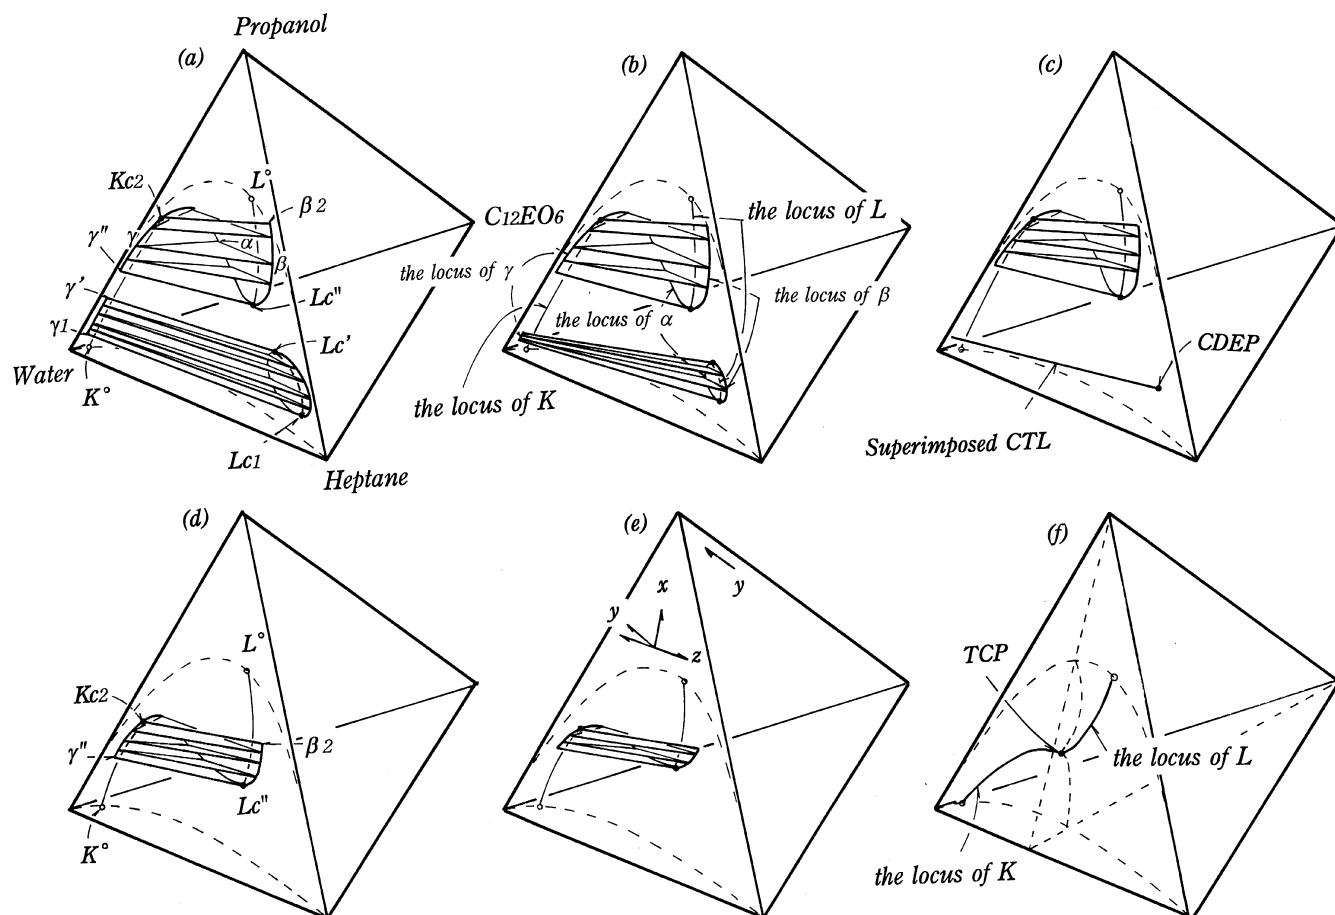 Propanol
(a)
(b)
(c)
Kc2
L°
β2
γ"
γ
α
C12EO6
the locus of L
β
the locus of γ
γ'
Lc"
the locus of β
γ1
the locus of α
Lc'
CDEP
Water
K°
the locus of K
Lc1
Superimposed CTL
Heptane
(d)
(e)
(f)
x
y
y
L°
z
TCP
Kc2
γ"
β2
the locus of L
Lc"
K°
the locus of K